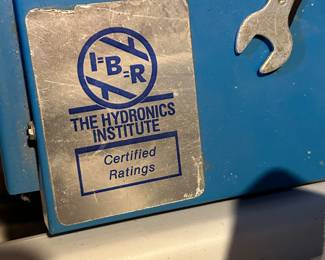 I=B=R
THE HYDRONICS
INSTITUTE
Certified
Ratings